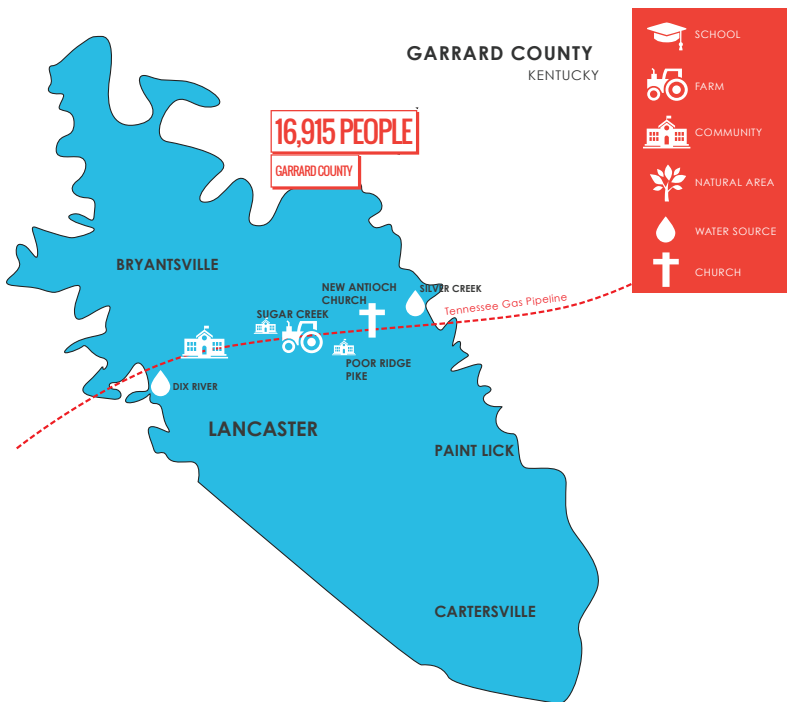 GARRARD COUNTY
KENTUCKY
SCHOOL
FARM
COMMUNITY
NATURAL AREA
WATER SOURCE
CHURCH
16,915 PEOPLE
GARRARD COUNTY
BRYANTSVILLE
NEW ANTIOCH
CHURCH
SILVER CREEK
Tennessee Gas Pipeline
SUGAR CREEK
POOR RIDGE
PIKE
DIX RIVER
LANCASTER
PAINT LICK
CARTERSVILLE